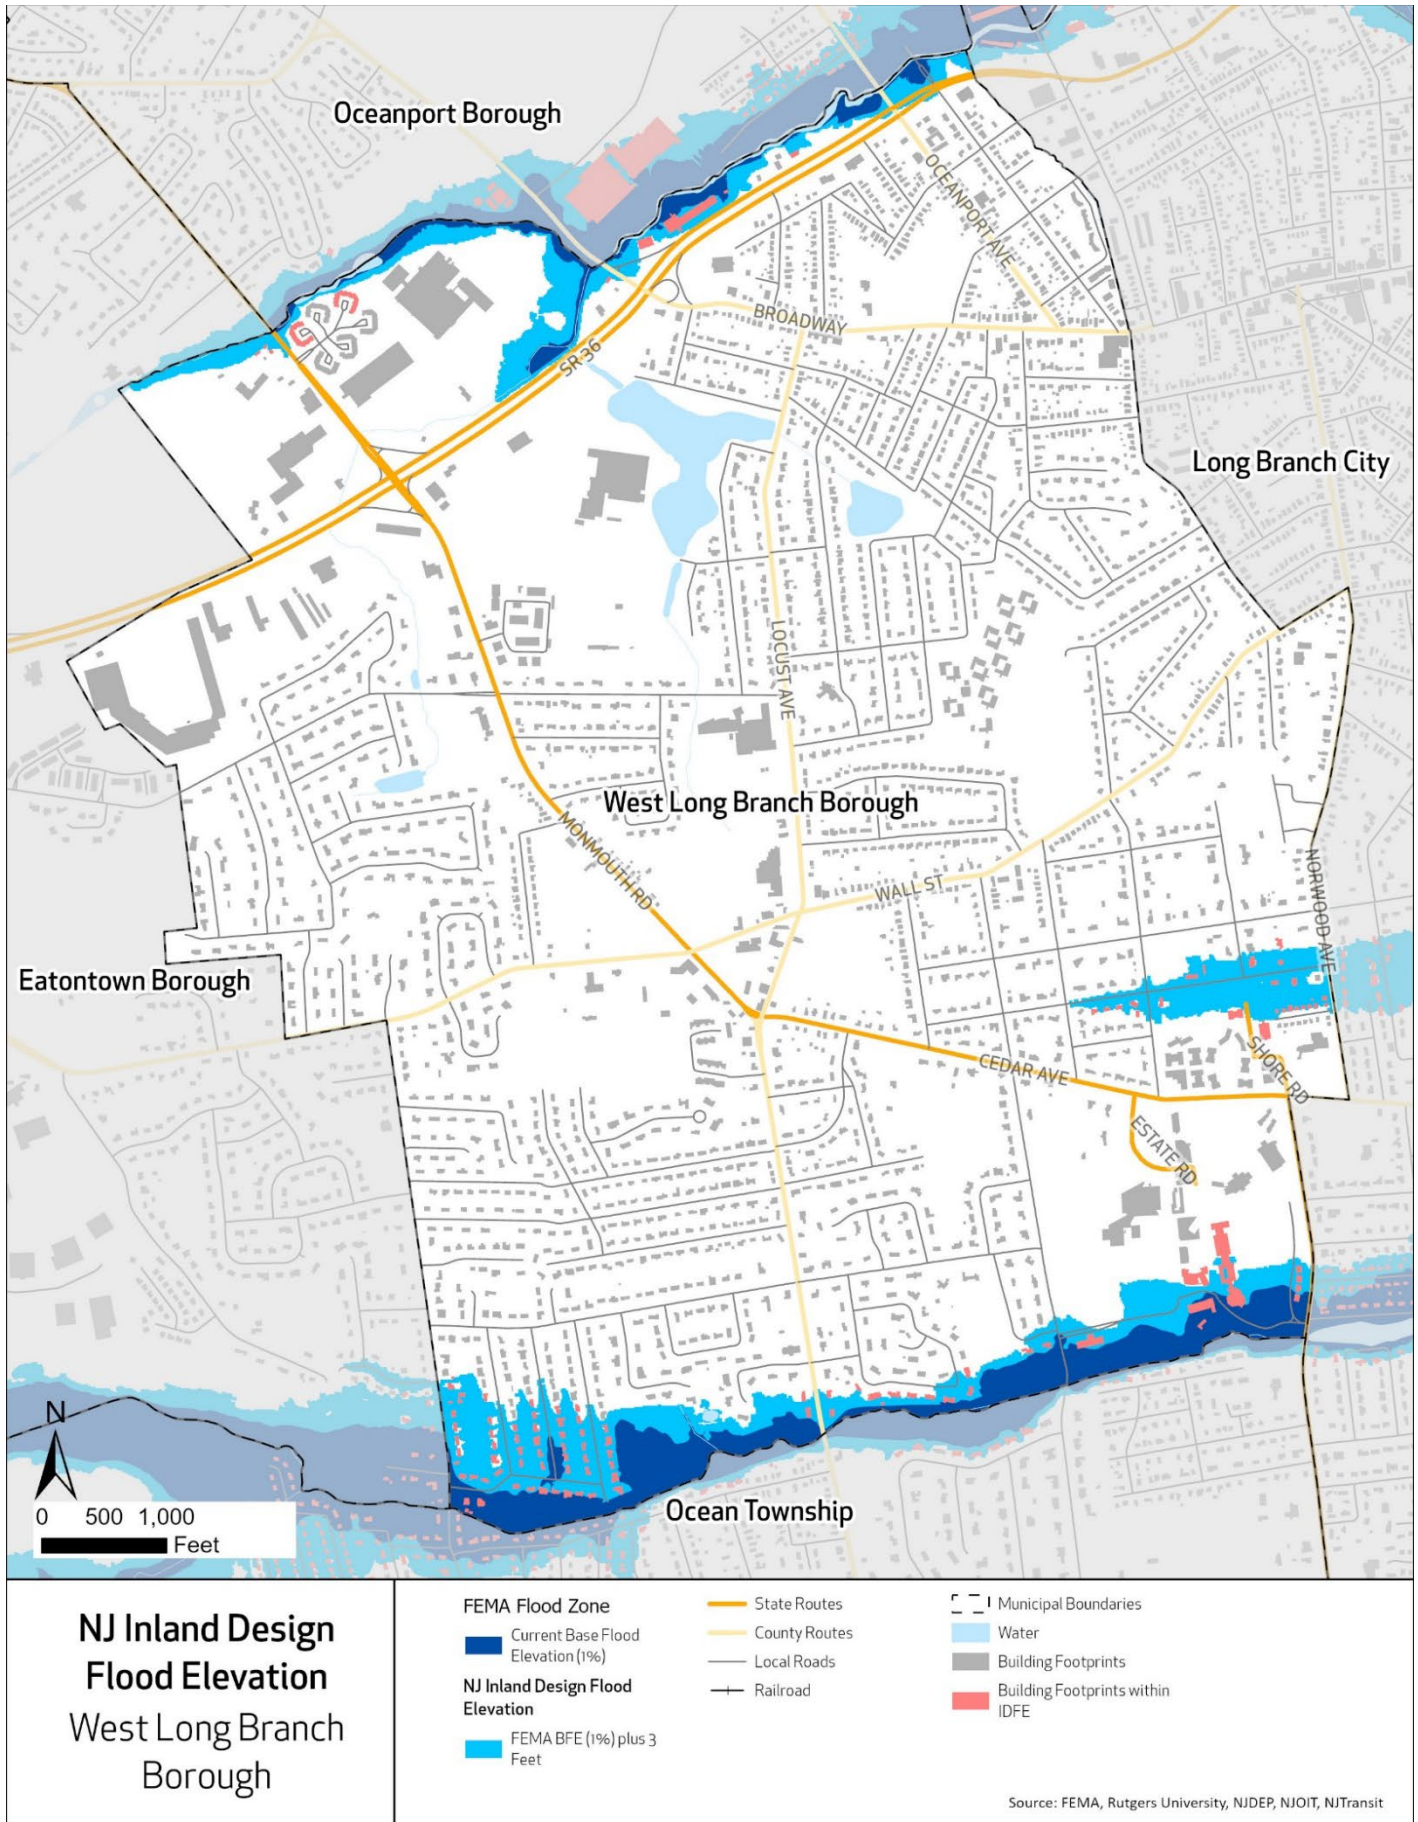 Oceanport Borough
OCEANPORT AVE
BROADWAY
SR-36
Long Branch City
LOCUST AVE
West Long Branch Borough
MONMOUTH RD
WALL ST
NORWOOD AVE
Eatontown Borough
SHORE RD
CEDAR AVE
ESTATE RD
N
Ocean Township
0 500 1,000
Feet
NJ Inland Design
Flood Elevation
West Long Branch
Borough
FEMA Flood Zone
Current Base Flood
Elevation (1%)
NJ Inland Design Flood
Elevation
FEMA BFE (1%) plus 3
Feet
State Routes
County Routes
Local Roads
Railroad
Municipal Boundaries
Water
Building Footprints
Building Footprints within
IDFE
Source: FEMA, Rutgers University, NJDEP, NJOIT, NJTransit